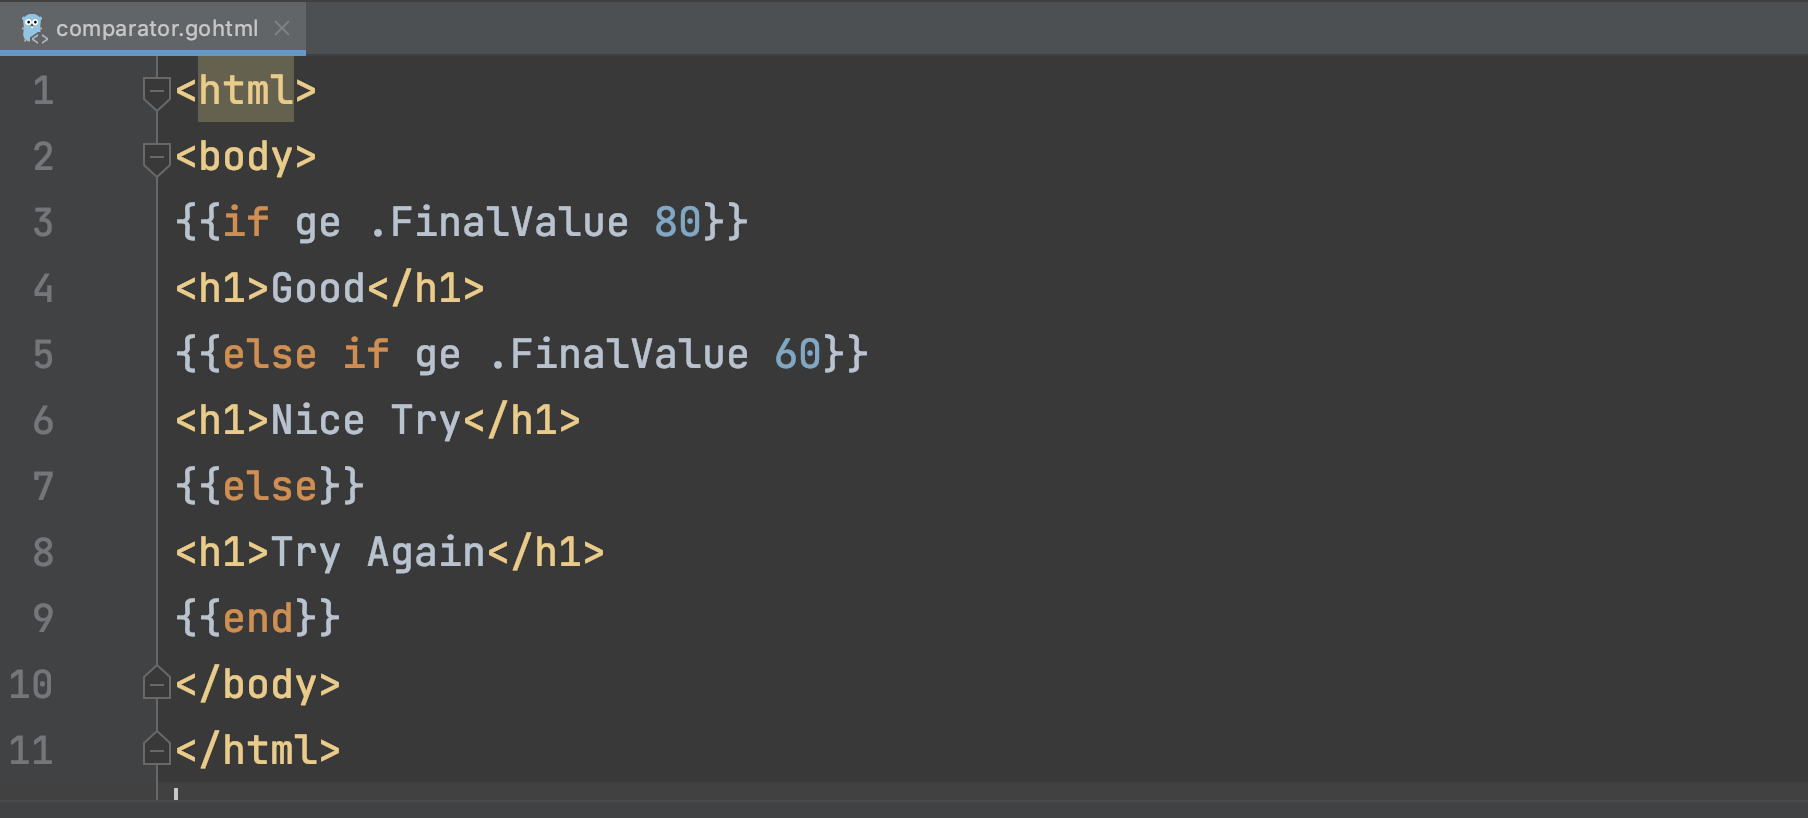 comparator.gohtml
1 <html>
2 <body>
3 {{if ge .FinalValue 80}}
4 <h1>Good</h1>
5 {{else if ge .FinalValue 60}}
6 <h1>Nice Try</h1>
7 {{else}}
8 <h1>Try Again</h1>
9 {{end}}
10 </body>
11 </html>